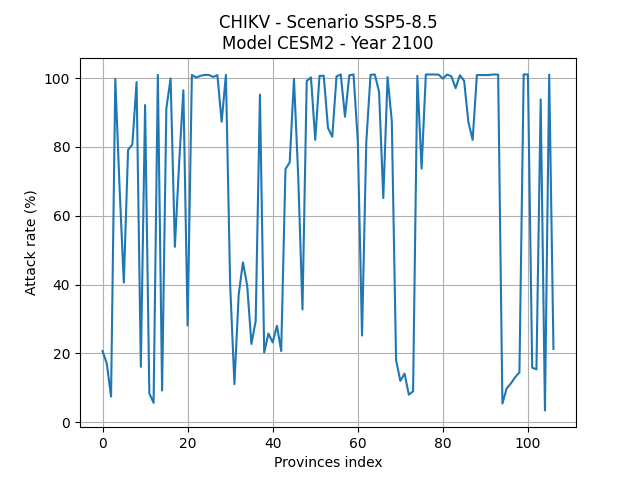 CHIKV - Scenario SSP5-8.5
Model CESM2 - Year 2100
Attack rate (%)
100
80
60
40
20
0
0 20 40 60 80 100
Provinces index